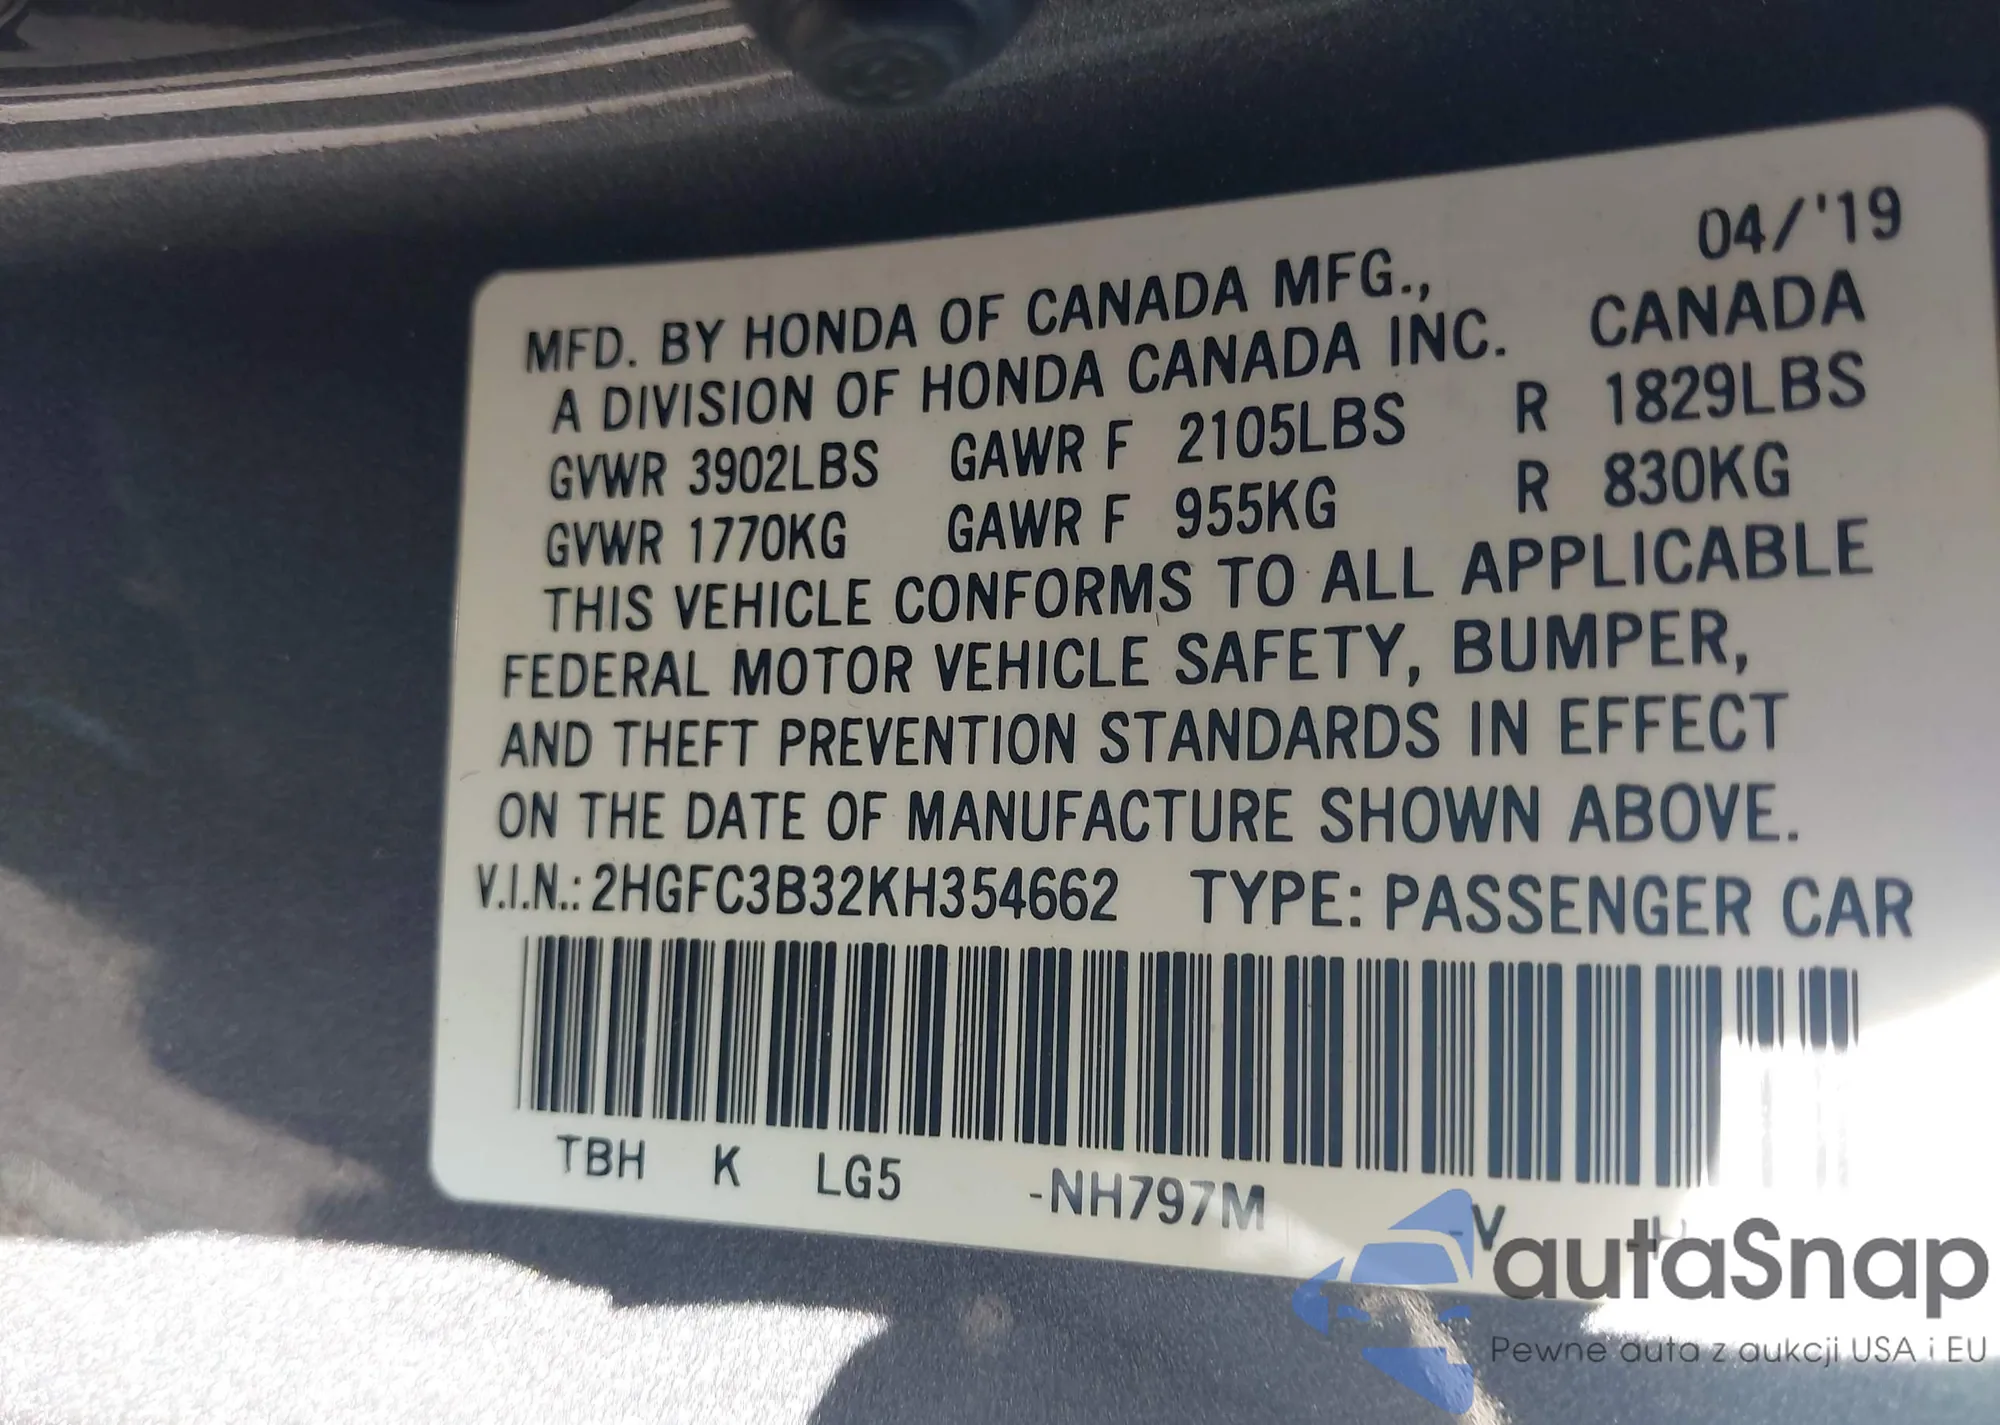 04/'19
MFD. BY HONDA OF CANADA MFG.,
A DIVISION OF HONDA CANADA INC. CANADA
GVWR 3902LBS GAWR F 2105LBS R 1829LBS
GVWR 1770KG GAWR F 955KG R 830KG
THIS VEHICLE CONFORMS TO ALL APPLICABLE
FEDERAL MOTOR VEHICLE SAFETY, BUMPER,
AND THEFT PREVENTION STANDARDS IN EFFECT
ON THE DATE OF MANUFACTURE SHOWN ABOVE.
V.I.N.: 2HGFC3B32KH354662 TYPE: PASSENGER CAR
TBH K LG5 -NH797M -V
autaSnap
Pewne auta z aukcji USA i EU